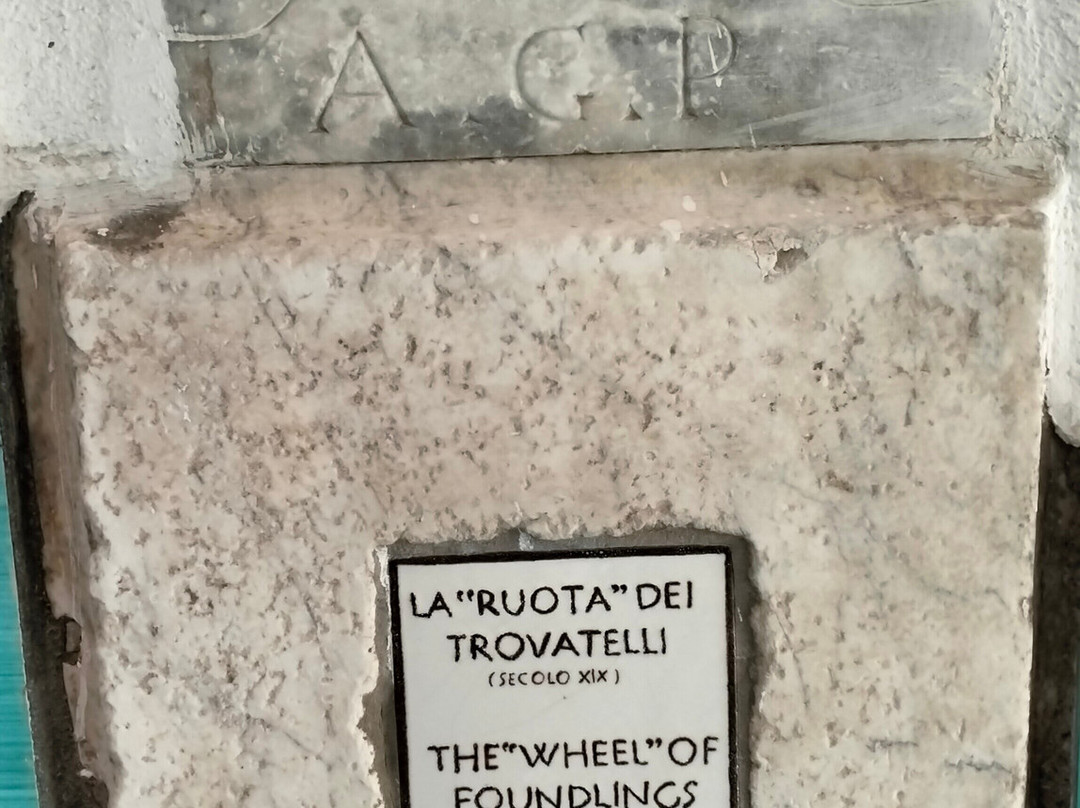 A.G.P
LA "RUOTA" DEI
TROVATELLI
(SECOLO XIX)
THE "WHEEL" OF
FOUNDLINGS